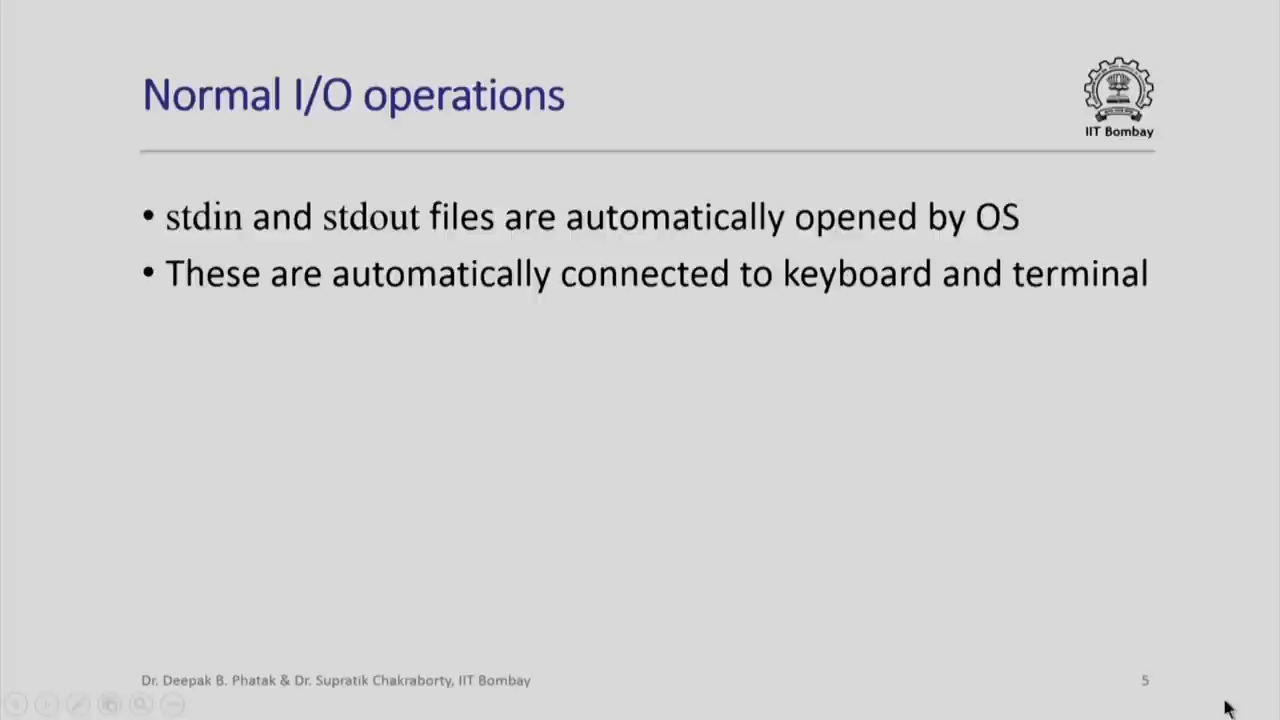 Normal I/O operations
IIT Bombay
• stdin and stdout files are automatically opened by OS
• These are automatically connected to keyboard and terminal
Dr. Deepak B. Phatak & Dr. Supratik Chakraborty, IIT Bombay
5